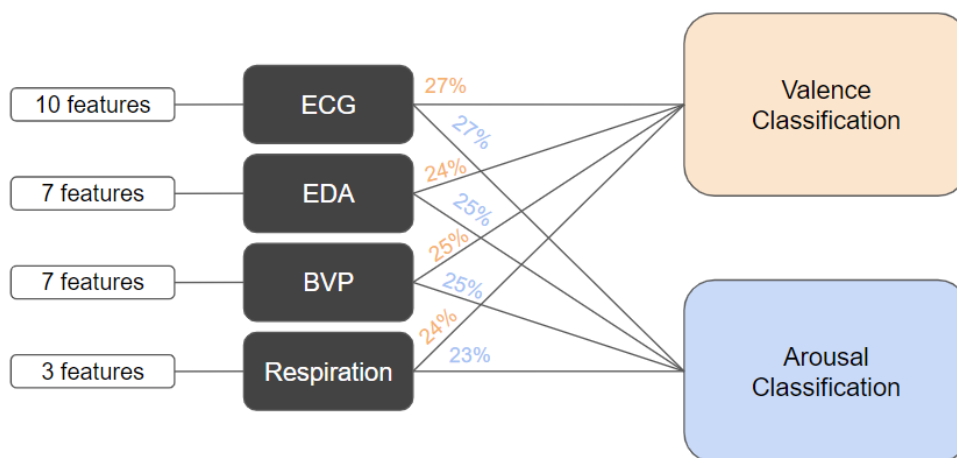 10 features
ECG
27%
27%
Valence
Classification
7 features
EDA
24%
25%
7 features
BVP
25%
25%
Arousal
Classification
3 features
Respiration
24%
23%